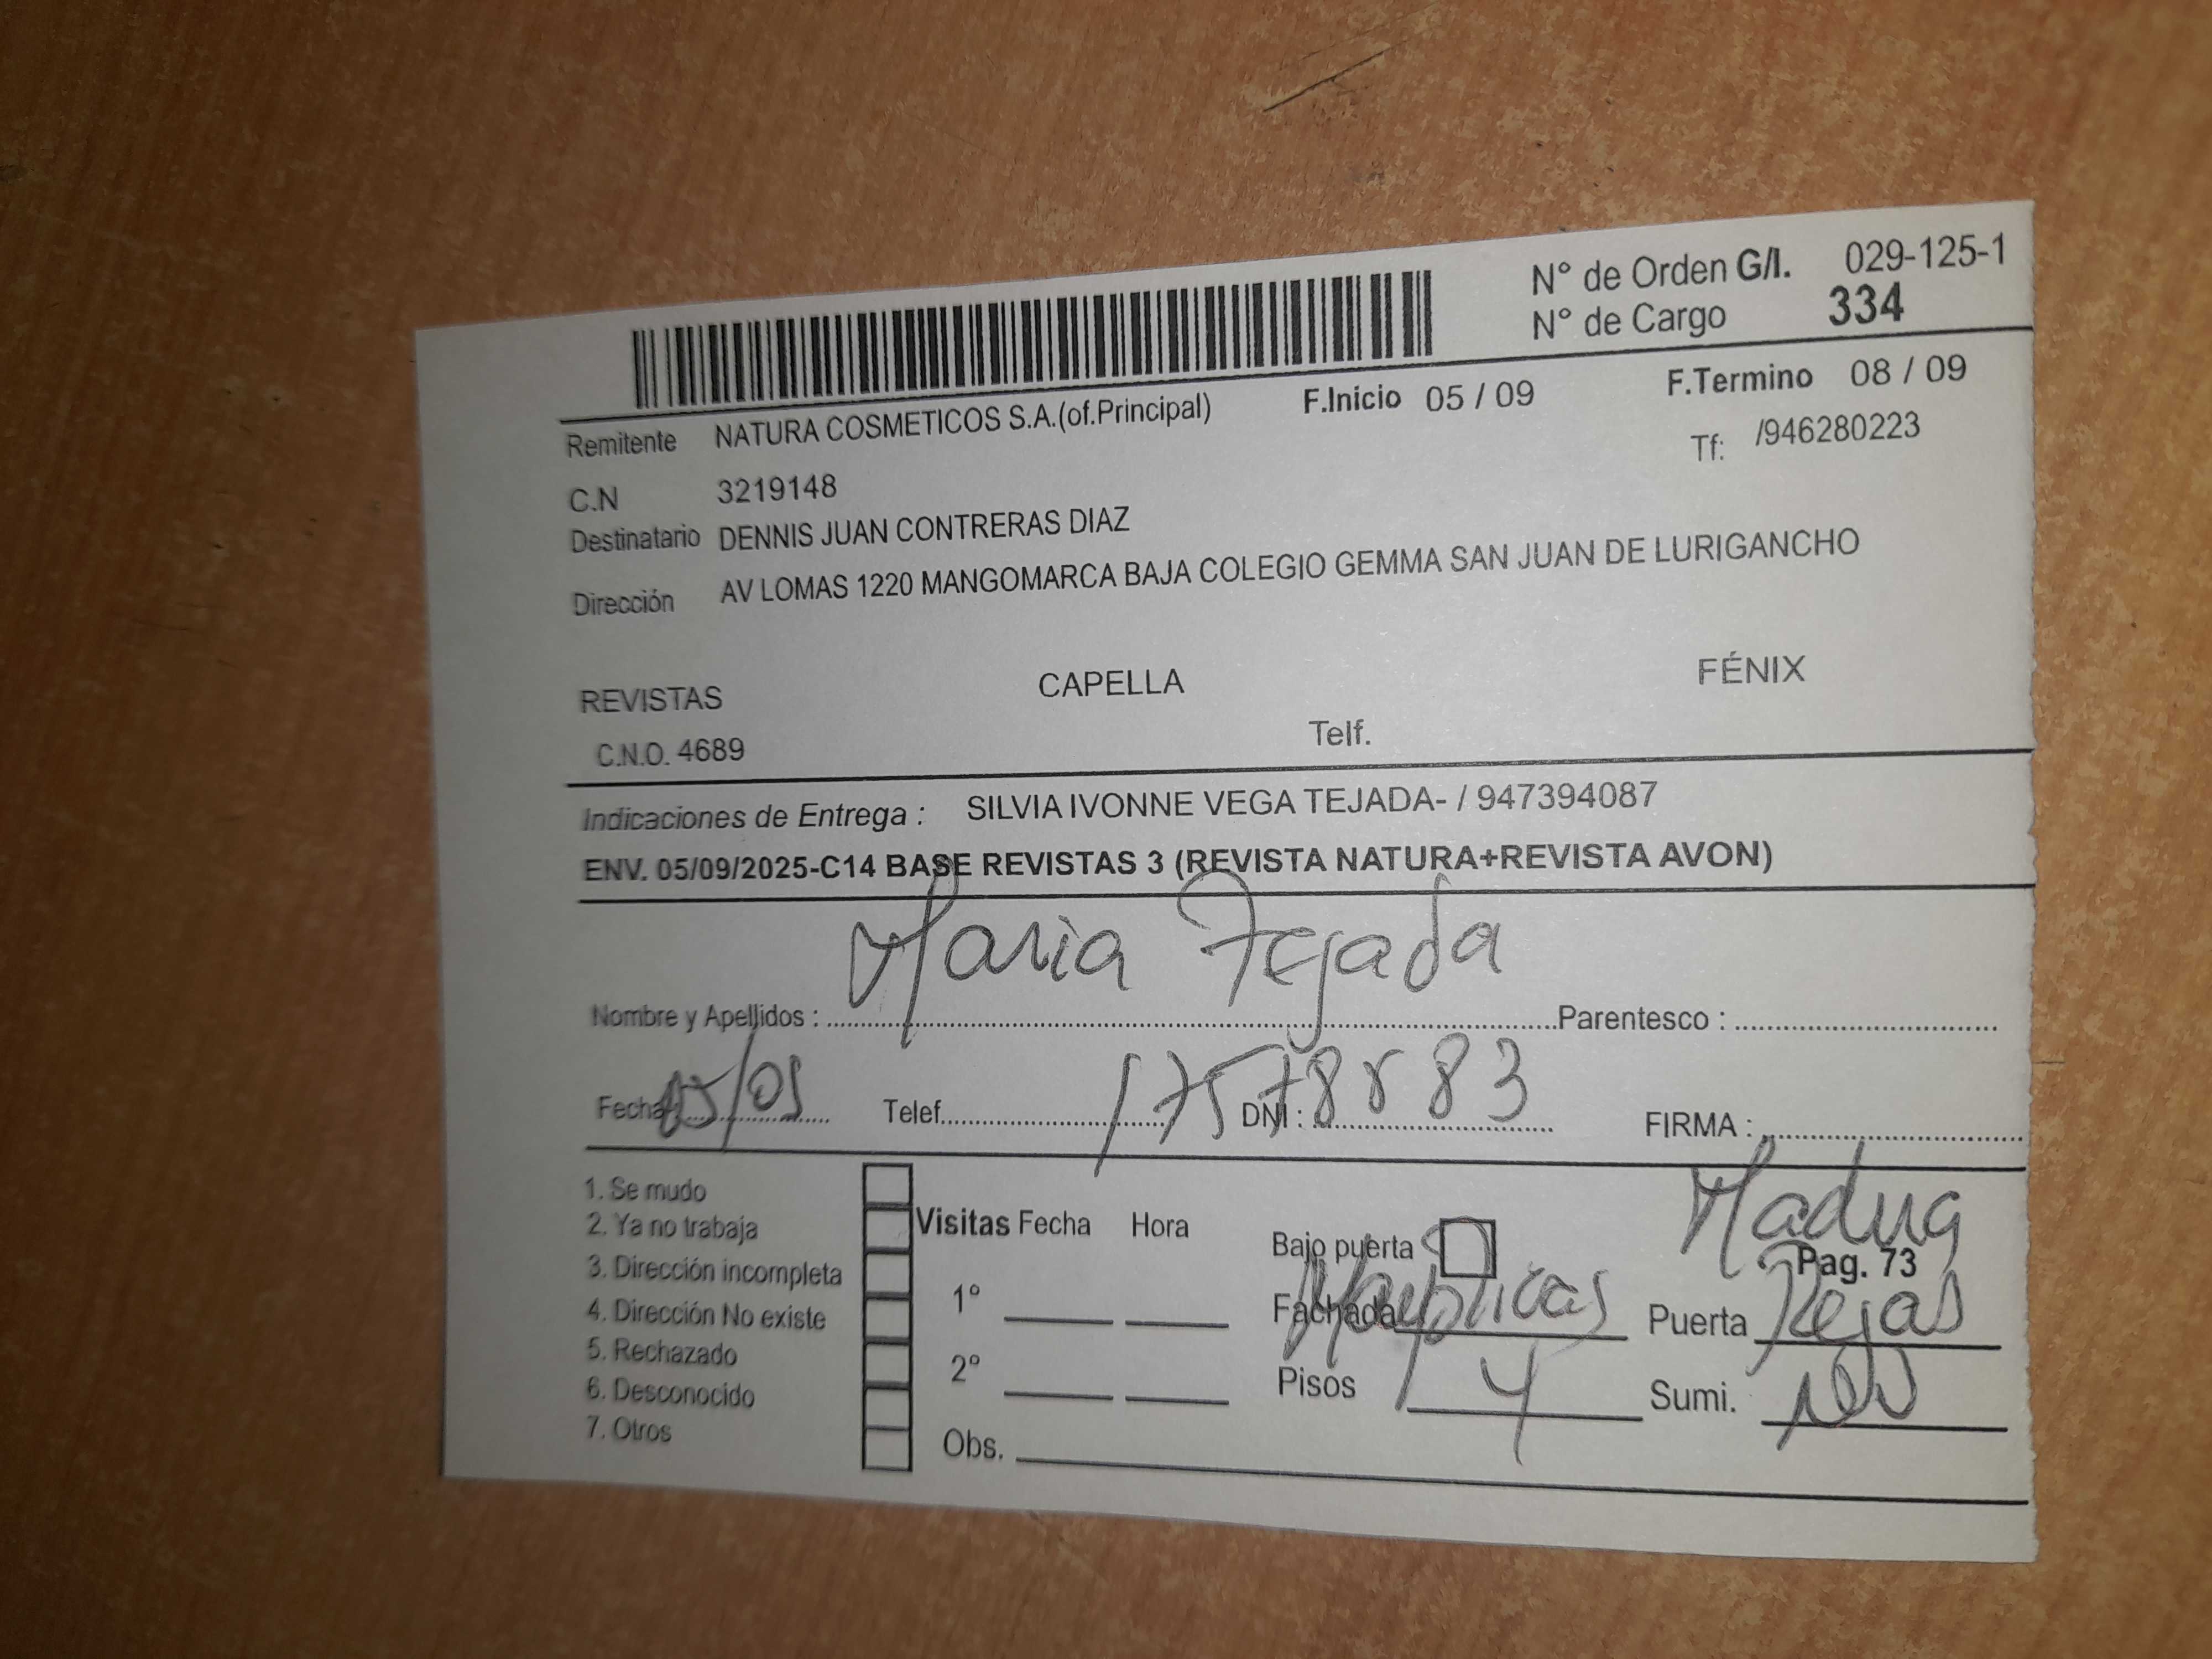 N° de Orden G/I. 029-125-1
N° de Cargo 334
F.Inicio 05 / 09 F.Termino 08 / 09
Remitente NATURA COSMETICOS S.A.(of.Principal) Tf: /946280223
C.N 3219148
Destinatario DENNIS JUAN CONTRERAS DIAZ
Dirección AV LOMAS 1220 MANGOMARCA BAJA COLEGIO GEMMA SAN JUAN DE LURIGANCHO
REVISTAS CAPELLA FÉNIX
C.N.O. 4689 Telf.
Indicaciones de Entrega : SILVIA IVONNE VEGA TEJADA- / 947394087
ENV. 05/09/2025-C14 BASE REVISTAS 3 (REVISTA NATURA+REVISTA AVON)
Maria Tejada
Nombre y Apellidos : Parentesco :
Fecha Telef. DNI : FIRMA :
1. Se mudo
2. Ya no trabaja
3. Dirección incompleta
4. Dirección No existe
5. Rechazado
6. Desconocido
7. Otros
Visitas Fecha Hora
1°
2°
Obs.
Bajo puerta Pag. 73
Fachada Mayolicas Puerta Rejas
Pisos 4 Sumi.